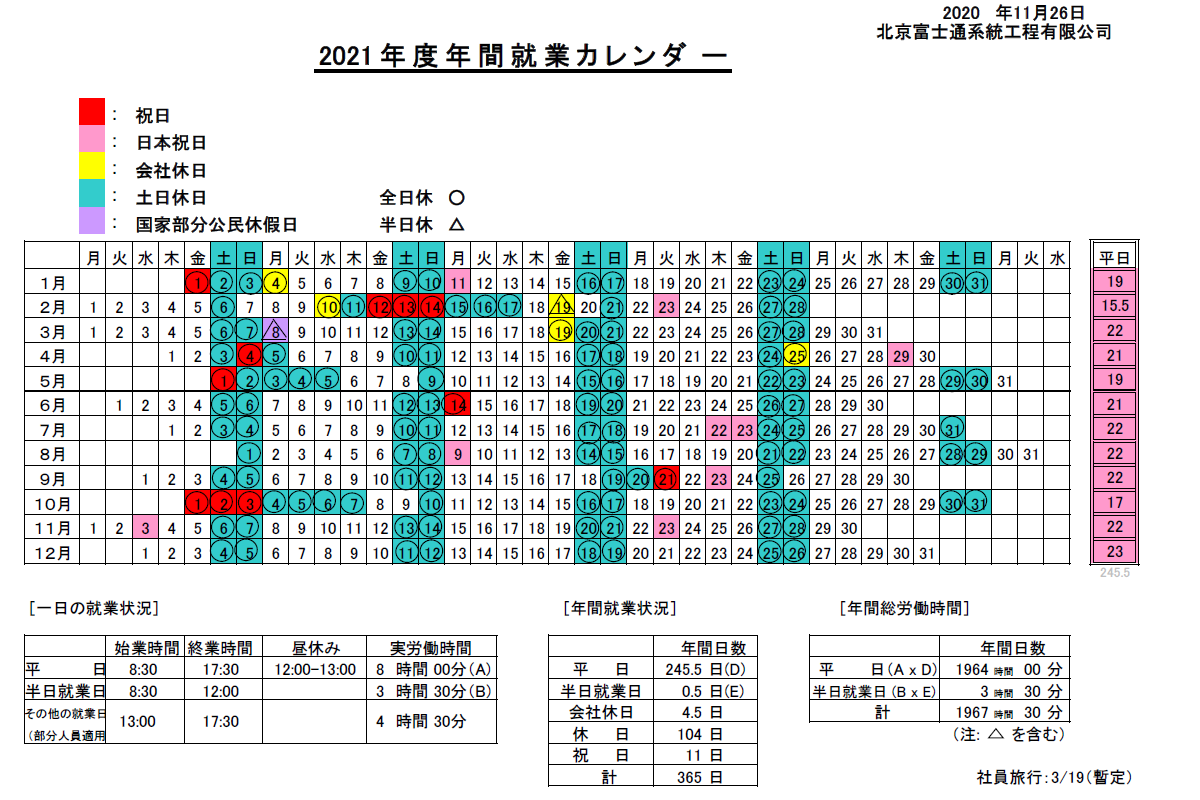 2020 年11月26日
北京富士通系統工程有限公司
2021年度年間就業カレンダー
： 祝日
： 日本祝日
： 会社休日
： 土日休日 全日休 ○
： 国家部分公民休假日 半日休 △
月 火 水 木 金 土 日 月 火 水 木 金 土 日 月 火 水 木 金 土 日 月 火 水 木 金 土 日 月 火 水 木 金 土 日 月 火 水 平日
1月 1 2 3 4 5 6 7 8 9 10 11 12 13 14 15 16 17 18 19 20 21 22 23 24 25 26 27 28 29 30 31 19
2月 1 2 3 4 5 6 7 8 9 10 11 12 13 14 15 16 17 18 19 20 21 22 23 24 25 26 27 28 15.5
3月 1 2 3 4 5 6 7 8 9 10 11 12 13 14 15 16 17 18 19 20 21 22 23 24 25 26 27 28 29 30 31 22
4月 1 2 3 4 5 6 7 8 9 10 11 12 13 14 15 16 17 18 19 20 21 22 23 24 25 26 27 28 29 30 21
5月 1 2 3 4 5 6 7 8 9 10 11 12 13 14 15 16 17 18 19 20 21 22 23 24 25 26 27 28 29 30 31 19
6月 1 2 3 4 5 6 7 8 9 10 11 12 13 14 15 16 17 18 19 20 21 22 23 24 25 26 27 28 29 30 21
7月 1 2 3 4 5 6 7 8 9 10 11 12 13 14 15 16 17 18 19 20 21 22 23 24 25 26 27 28 29 30 31 22
8月 1 2 3 4 5 6 7 8 9 10 11 12 13 14 15 16 17 18 19 20 21 22 23 24 25 26 27 28 29 30 31 22
9月 1 2 3 4 5 6 7 8 9 10 11 12 13 14 15 16 17 18 19 20 21 22 23 24 25 26 27 28 29 30 22
10月 1 2 3 4 5 6 7 8 9 10 11 12 13 14 15 16 17 18 19 20 21 22 23 24 25 26 27 28 29 30 31 17
11月 1 2 3 4 5 6 7 8 9 10 11 12 13 14 15 16 17 18 19 20 21 22 23 24 25 26 27 28 29 30 22
12月 1 2 3 4 5 6 7 8 9 10 11 12 13 14 15 16 17 18 19 20 21 22 23 24 25 26 27 28 29 30 31 23
245.5
［一日の就業状況］
始業時間 終業時間 昼休み 実労働時間
平 日 8:30 17:30 12:00-13:00 8 時間 00分(A)
半日就業日 8:30 12:00 3 時間 30分(B)
その他の就業日
（部分人員適用 13:00 17:30 4 時間 30分
［年間就業状況］
年間日数
平 日 245.5 日(D)
半日就業日 0.5 日(E)
会社休日 4.5 日
休 日 104 日
祝 日 11 日
計 365 日
［年間総労働時間］
年間日数
平 日(A x D) 1964 時間 00 分
半日就業日 (B x E) 3 時間 30 分
計 1967 時間 30 分
（注: △ を含む）
社員旅行：3/19（暫定）